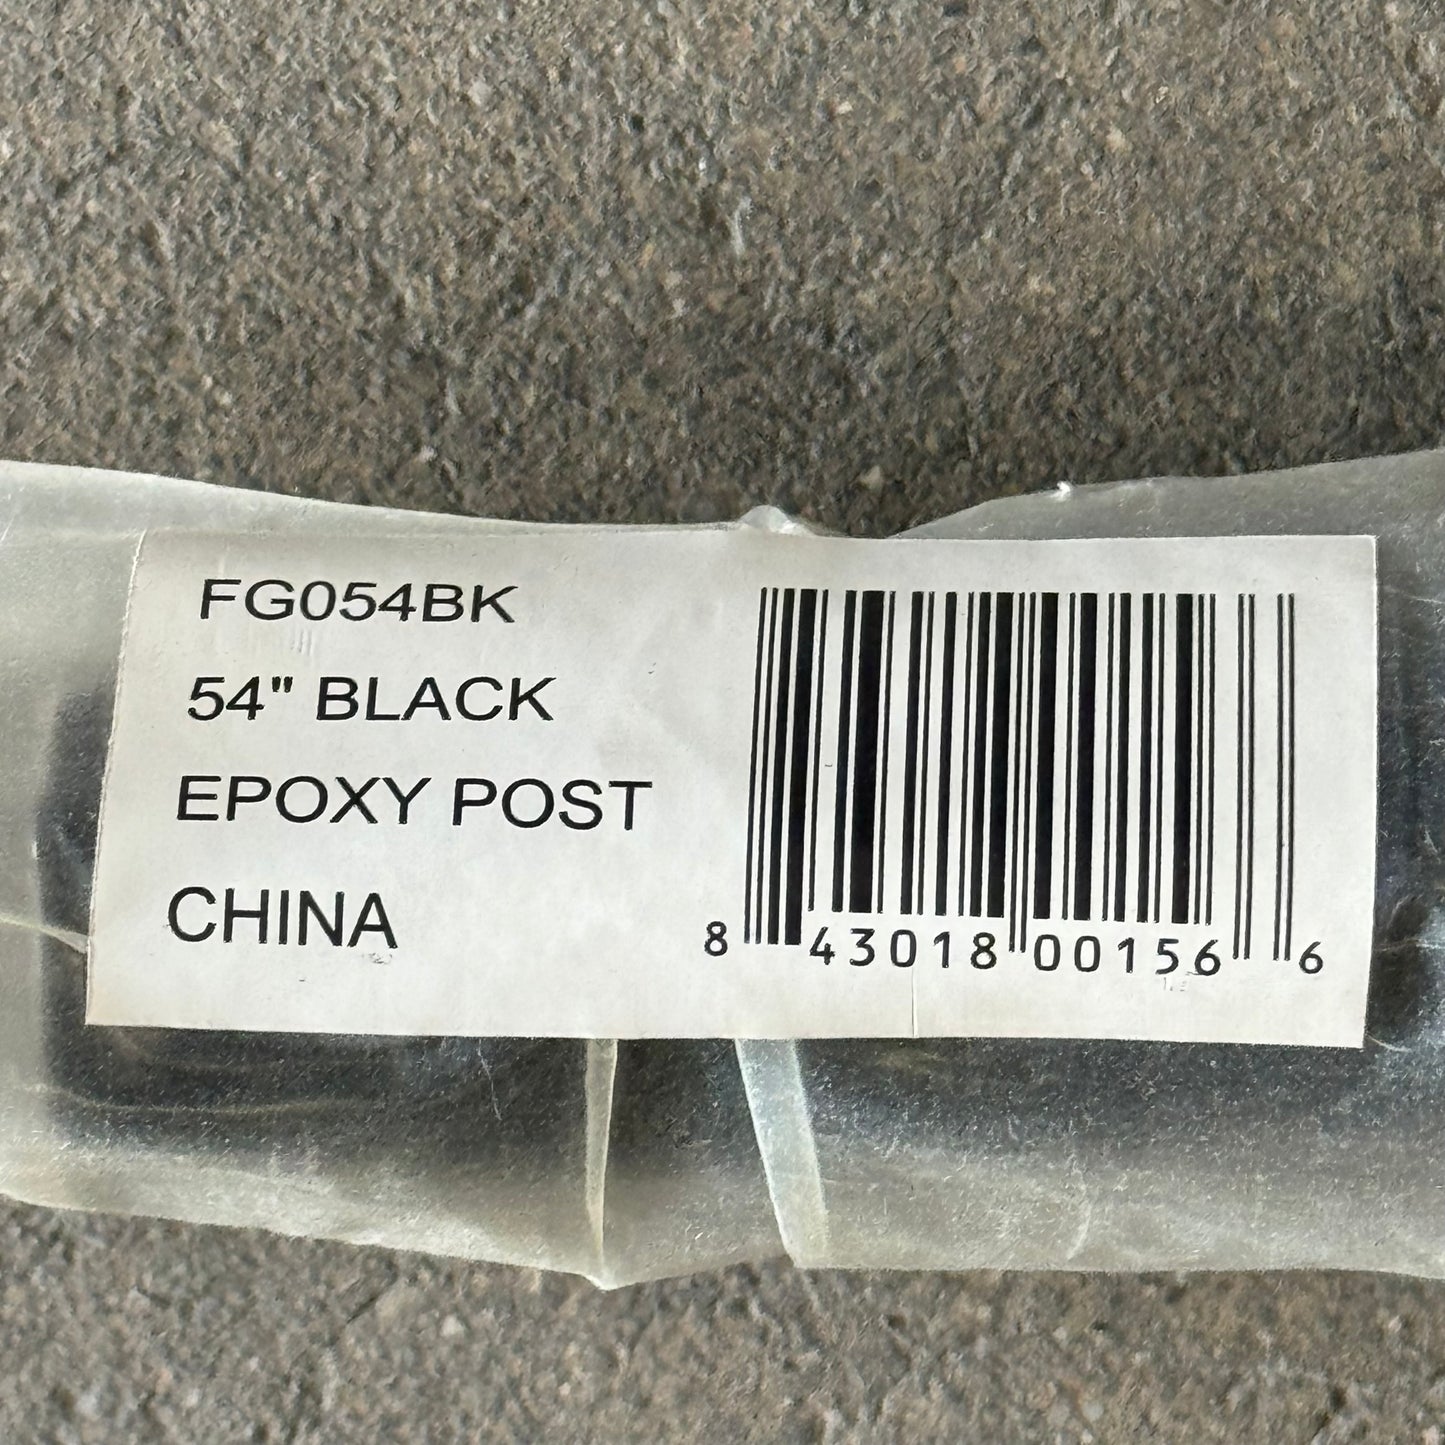 FG054BK
54" BLACK
EPOXY POST
CHINA
8 43018 00156 6